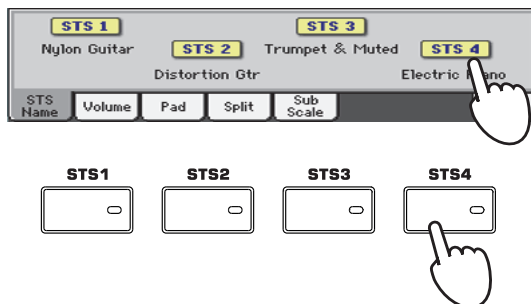 STS 1
STS 3
Nylon Guitar
STS 2
Trumpet & Muted
STS 4
Distortion Gtr
Electric
STS Name
Volume
Pad
Split
Sub Scale
STS1
STS2
STS3
STS4